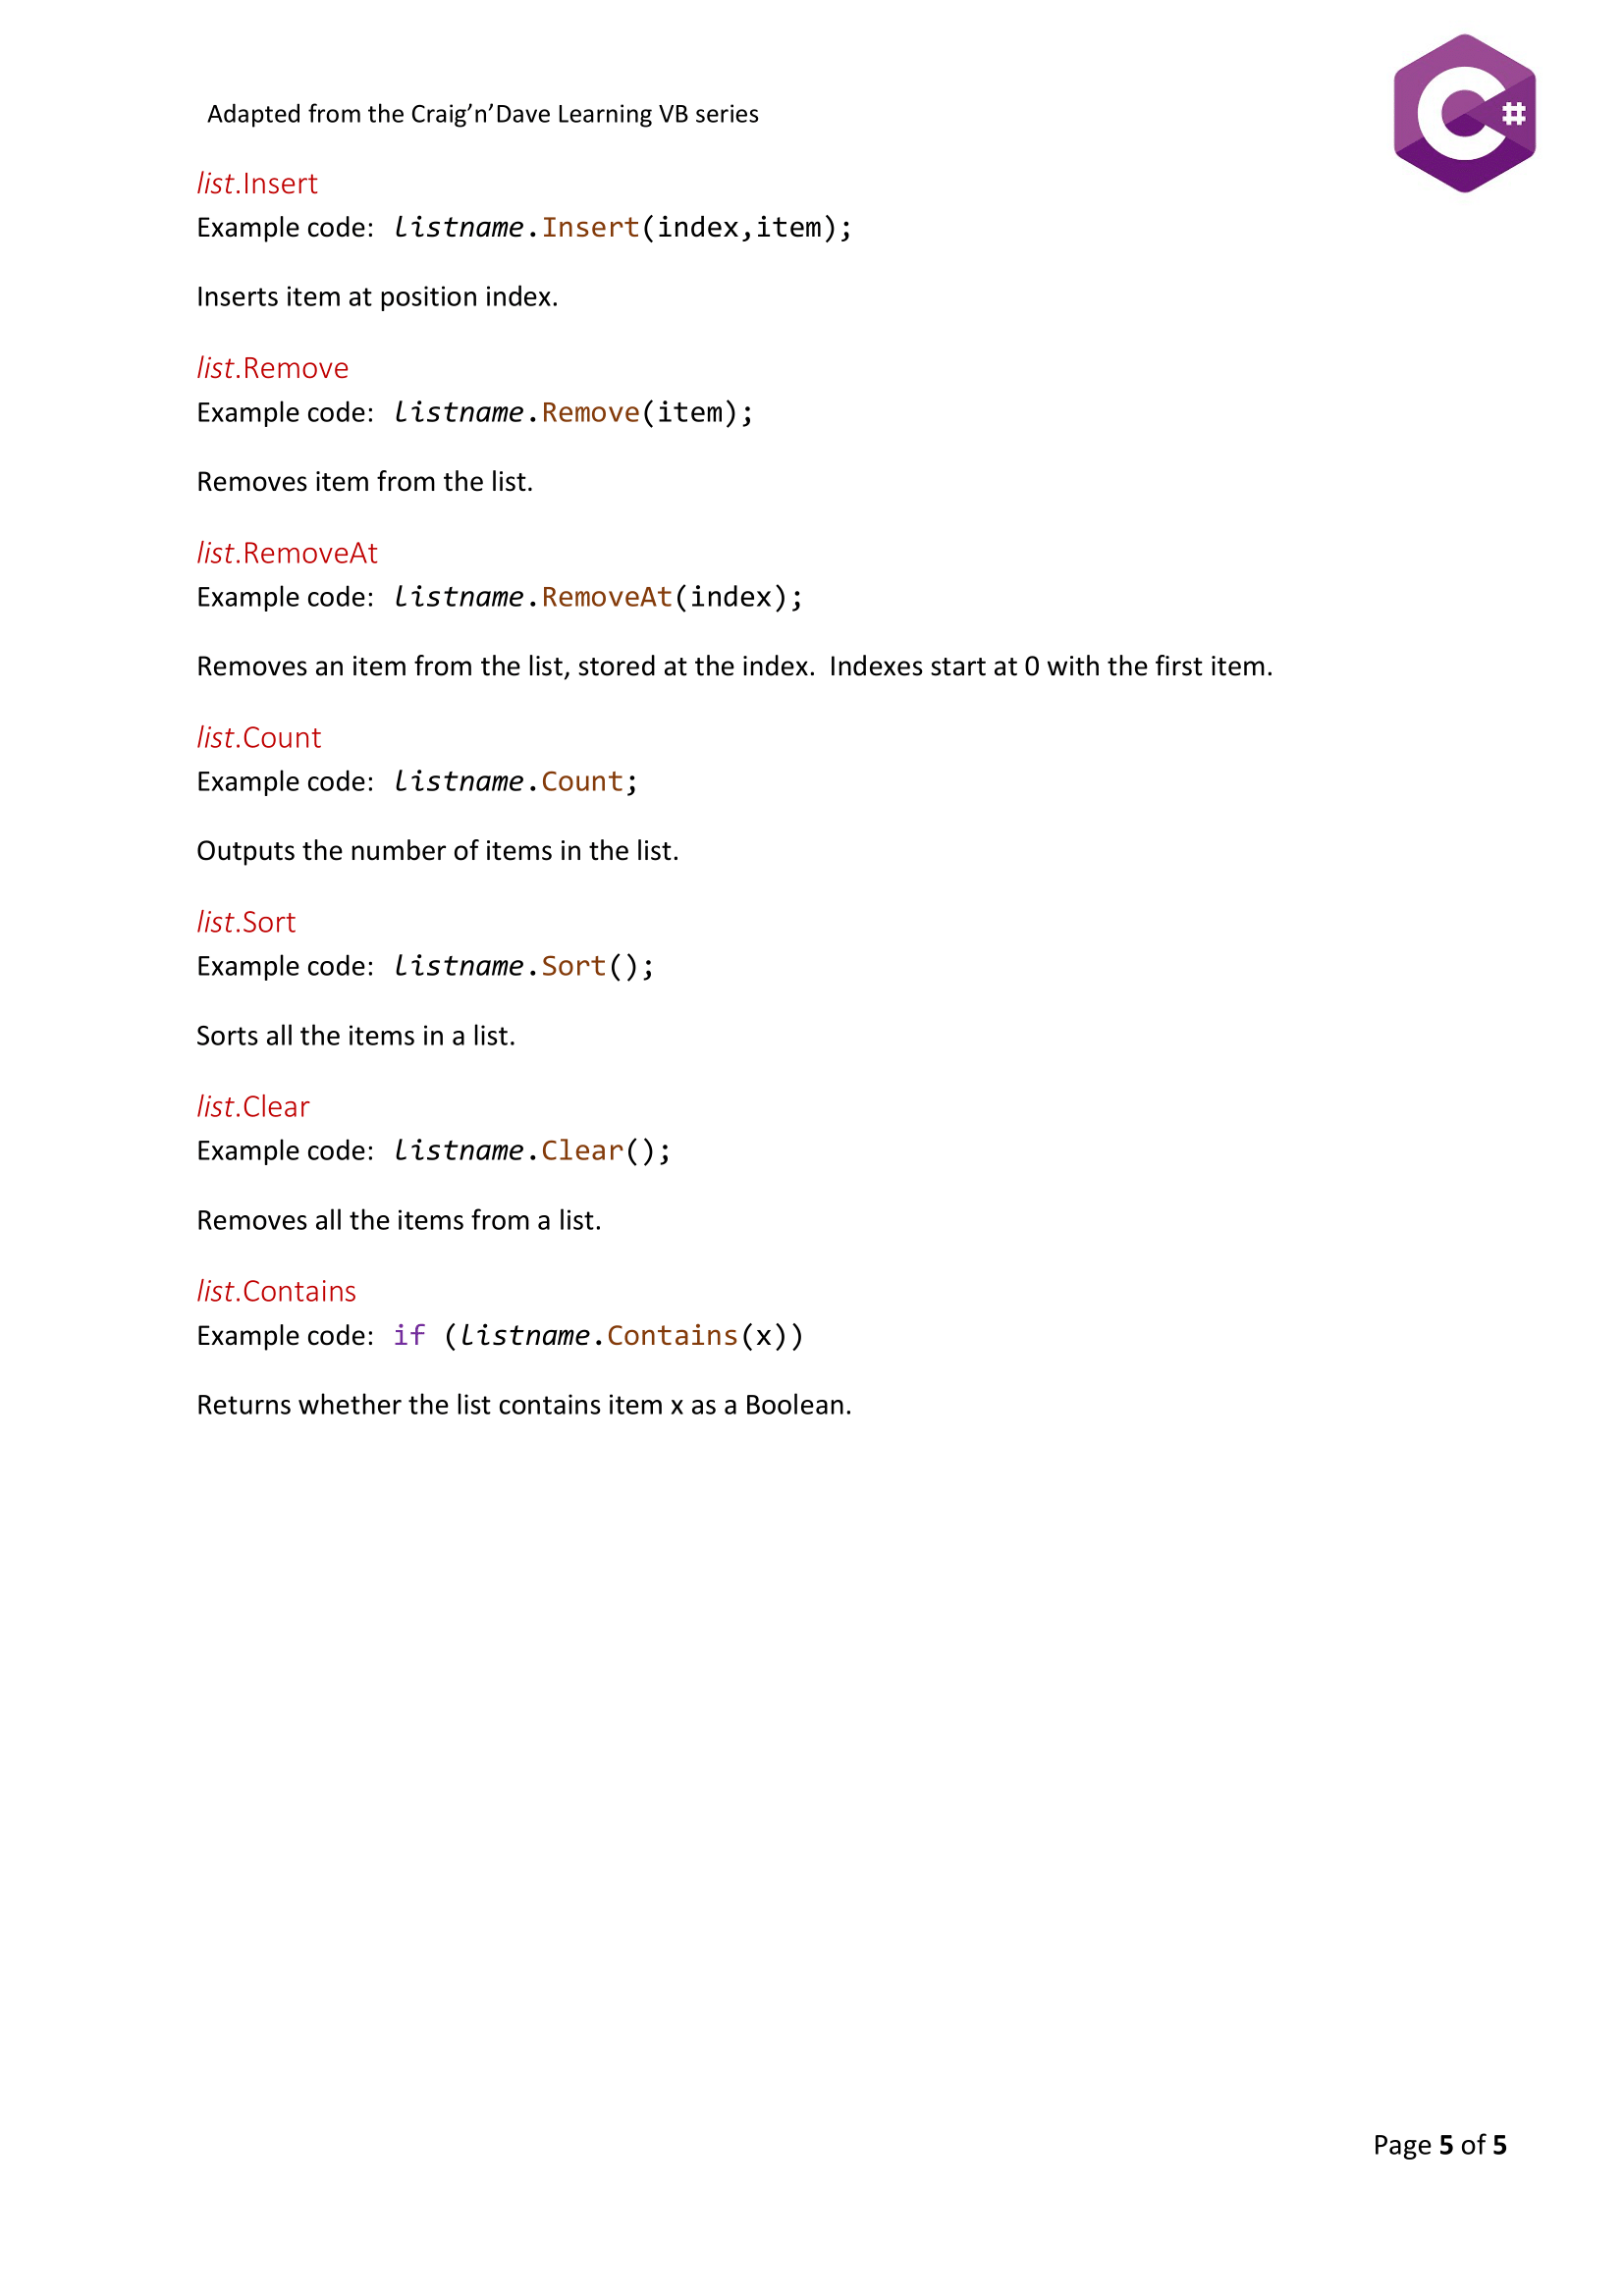 Adapted from the Craig’n’Dave Learning VB series
C#
list.Insert
Example code: listname.Insert(index,item);
Inserts item at position index.
list.Remove
Example code: listname.Remove(item);
Removes item from the list.
list.RemoveAt
Example code: listname.RemoveAt(index);
Removes an item from the list, stored at the index.  Indexes start at 0 with the first item.
list.Count
Example code: listname.Count;
Outputs the number of items in the list.
list.Sort
Example code: listname.Sort();
Sorts all the items in a list.
list.Clear
Example code: listname.Clear();
Removes all the items from a list.
list.Contains
Example code: if (listname.Contains(x))
Returns whether the list contains item x as a Boolean.
Page 5 of 5